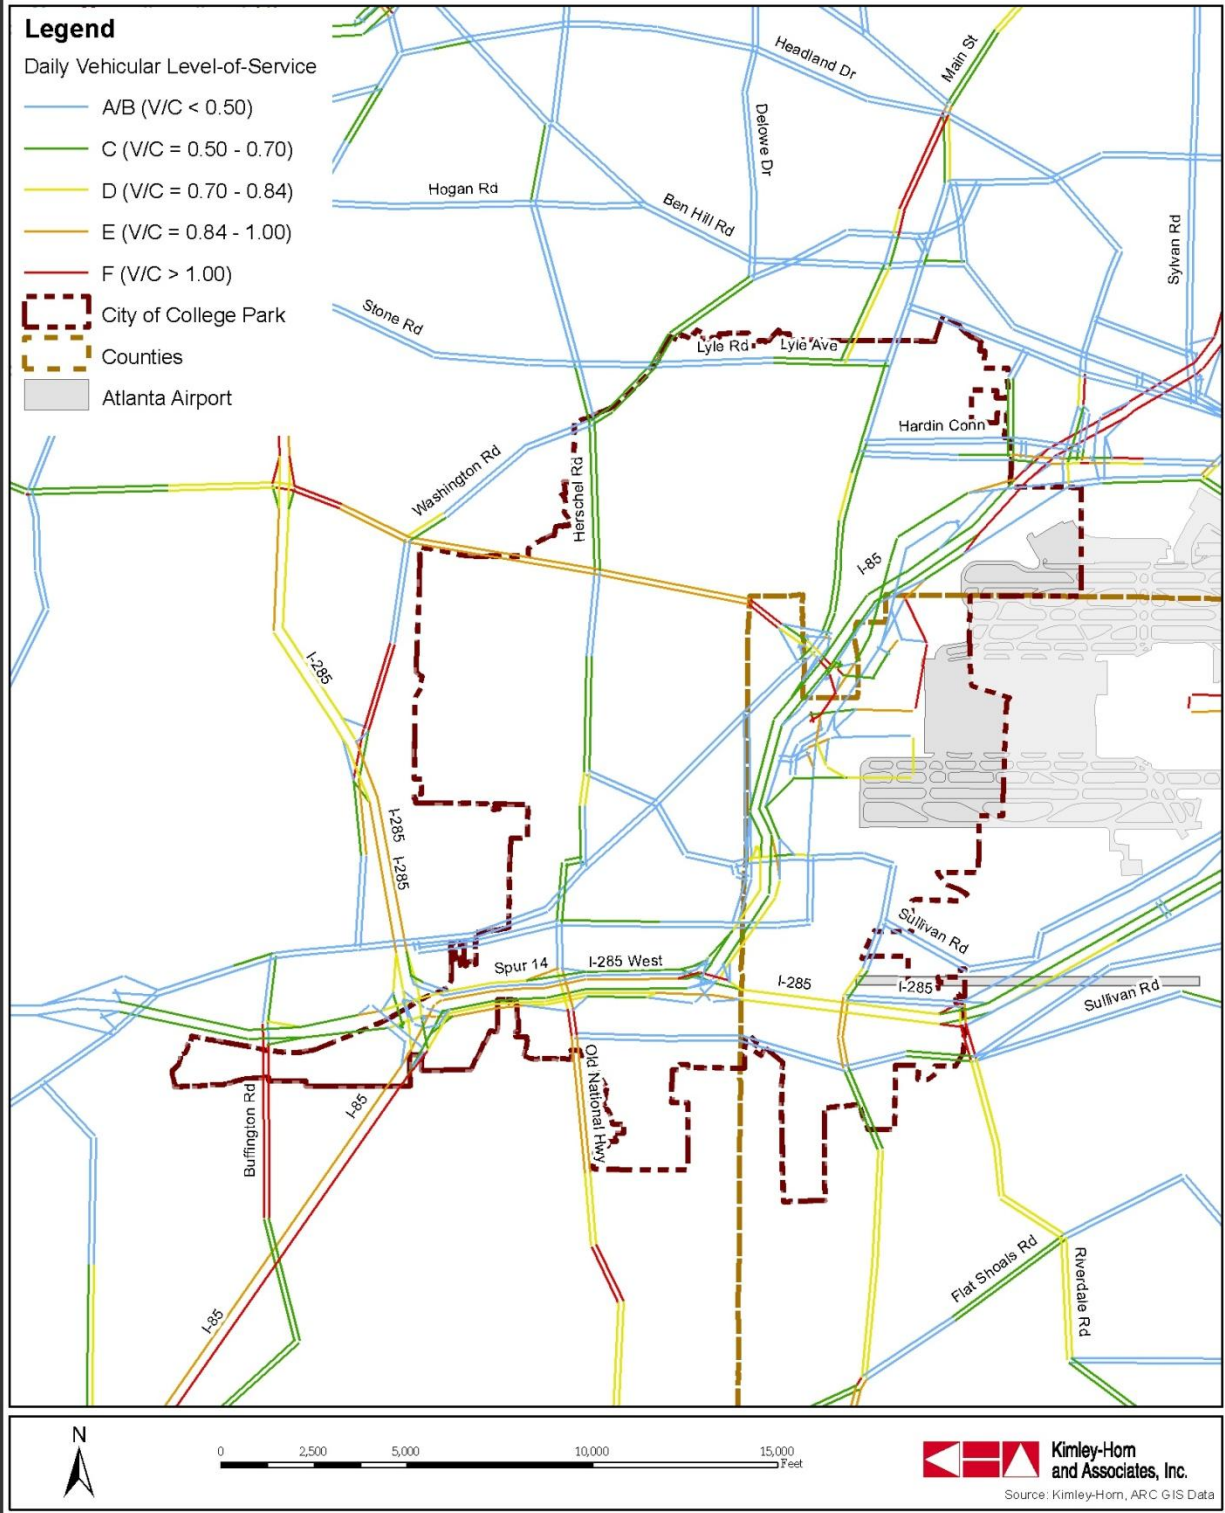 Legend
Daily Vehicular Level-of-Service
A/B (V/C < 0.50)
C (V/C = 0.50 - 0.70)
D (V/C = 0.70 - 0.84)
E (V/C = 0.84 - 1.00)
F (V/C > 1.00)
City of College Park
Counties
Atlanta Airport
Main St
Headland Dr
Delowe Dr
Hogan Rd
Ben Hill Rd
Sylvan Rd
Stone Rd
Lyle Rd
Lyle Ave
Hardin Conn
Washington Rd
Herschel Rd
I-85
I-285
I-285
I-285
Sullivan Rd
Spur 14
I-285 West
I-285
I-285
Sullivan Rd
Old National Hwy
I-85
Buffington Rd
Flat Shoals Rd
Riverdale Rd
I-85
N
0
2,500
5,000
10,000
15,000
Feet
Kimley-Horn
and Associates, Inc.
Source: Kimley-Horn, ARC GIS Data